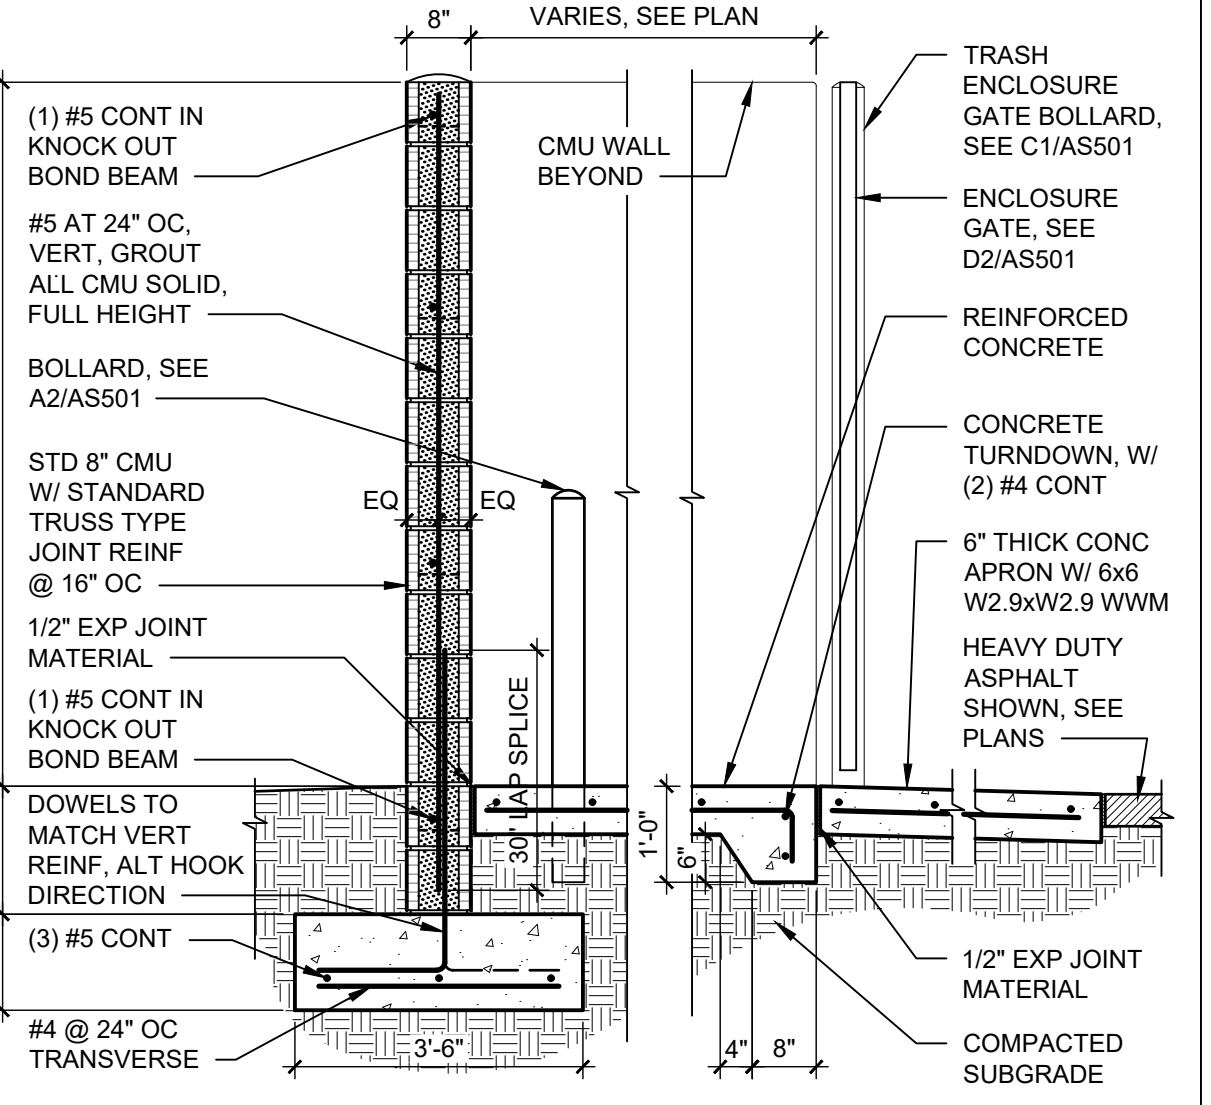 8"
VARIES, SEE PLAN
(1) #5 CONT IN
KNOCK OUT
BOND BEAM
#5 AT 24" OC,
VERT, GROUT
ALL CMU SOLID,
FULL HEIGHT
BOLLARD, SEE
A2/AS501
STD 8" CMU
W/ STANDARD
TRUSS TYPE
JOINT REINF
@ 16" OC
1/2" EXP JOINT
MATERIAL
(1) #5 CONT IN
KNOCK OUT
BOND BEAM
DOWELS TO
MATCH VERT
REINF, ALT HOOK
DIRECTION
(3) #5 CONT
#4 @ 24" OC
TRANSVERSE
EQ
EQ
CMU WALL
BEYOND
30" LAP SPLICE
1'-0"
6"
3'-6"
4"
8"
TRASH
ENCLOSURE
GATE BOLLARD,
SEE C1/AS501
ENCLOSURE
GATE, SEE
D2/AS501
REINFORCED
CONCRETE
CONCRETE
TURNDOWN, W/
(2) #4 CONT
6" THICK CONC
APRON W/ 6x6
W2.9xW2.9 WWM
HEAVY DUTY
ASPHALT
SHOWN, SEE
PLANS
1/2" EXP JOINT
MATERIAL
COMPACTED
SUBGRADE